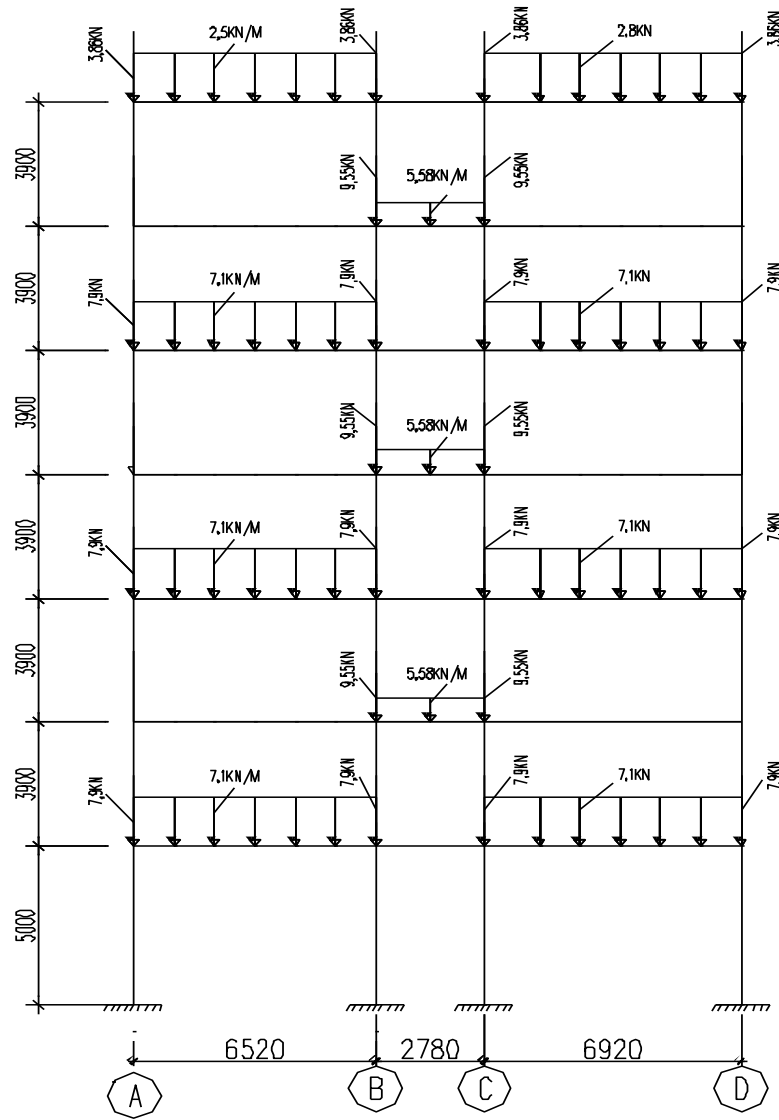 3,86KN 2,5KN/M 3,86KN 3,86KN 2,8KN 3,86KN
3900
9,55KN 5,58KN/M 9,55KN
3900
7,9KN 7,1KN/M 7,9KN 7,9KN 7,1KN 7,9KN
3900
9,55KN 5,58KN/M 9,55KN
3900
7,9KN 7,1KN/M 7,9KN 7,9KN 7,1KN 7,9KN
3900
9,55KN 5,58KN/M 9,55KN
3900
7,9KN 7,1KN/M 7,9KN 7,9KN 7,1KN 7,9KN
5000
6520 2780 6920
A B C D